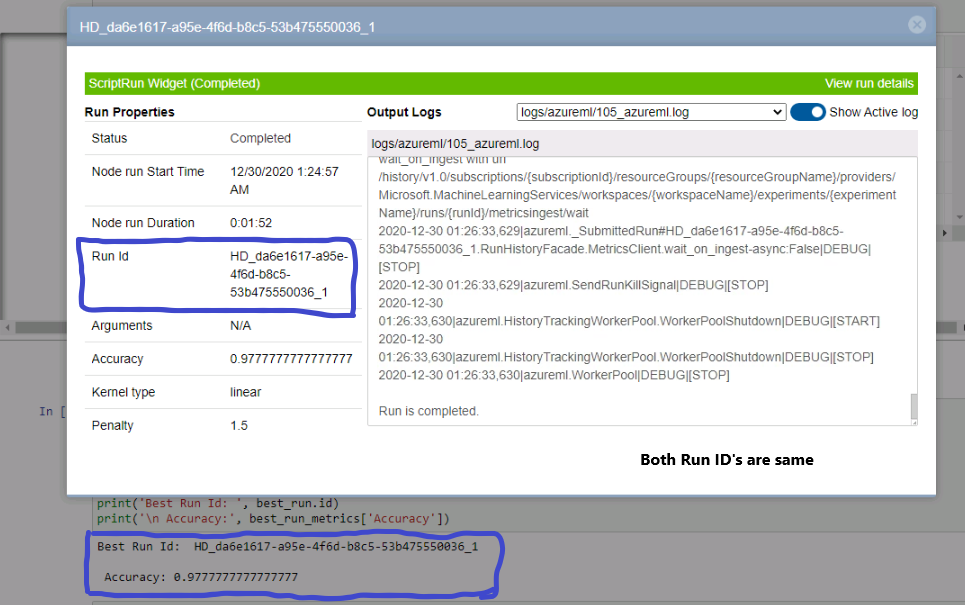 HD_da6e1617-a95e-4f6d-b8c5-53b475550036_1
ScriptRun Widget (Completed)
View run details
Run Properties
Status
Completed
Node run Start Time
12/30/2020 1:24:57
AM
Node run Duration
0:01:52
Run Id
HD_da6e1617-a95e-
4f6d-b8c5-
53b475550036_1
Arguments
N/A
Accuracy
0.9777777777777777
Kernel type
linear
Penalty
1.5
Output Logs
logs/azureml/105_azureml.log
Show Active log
logs/azureml/105_azureml.log
wait_on_ingest with url
/history/v1.0/subscriptions/{subscriptionId}/resourceGroups/{resourceGroupName}/providers/
Microsoft.MachineLearningServices/workspaces/{workspaceName}/experiments/{experiment
Name}/runs/{runId}/metricsingest/wait
2020-12-30 01:26:33,629|azureml._SubmittedRun#HD_da6e1617-a95e-4f6d-b8c5-
53b475550036_1.RunHistoryFacade.MetricsClient.wait_on_ingest-async:False|DEBUG|
[STOP]
2020-12-30 01:26:33,629|azureml.SendRunKillSignal|DEBUG|[STOP]
2020-12-30
01:26:33,630|azureml.HistoryTrackingWorkerPool.WorkerPoolShutdown|DEBUG|[START]
2020-12-30
01:26:33,630|azureml.HistoryTrackingWorkerPool.WorkerPoolShutdown|DEBUG|[STOP]
2020-12-30 01:26:33,630|azureml.WorkerPool|DEBUG|[STOP]
Run is completed.
Both Run ID's are same
In [
print('Best Run Id: ', best_run.id)
print('\n Accuracy:', best_run_metrics['Accuracy'])
Best Run Id:  HD_da6e1617-a95e-4f6d-b8c5-53b475550036_1
Accuracy: 0.9777777777777777